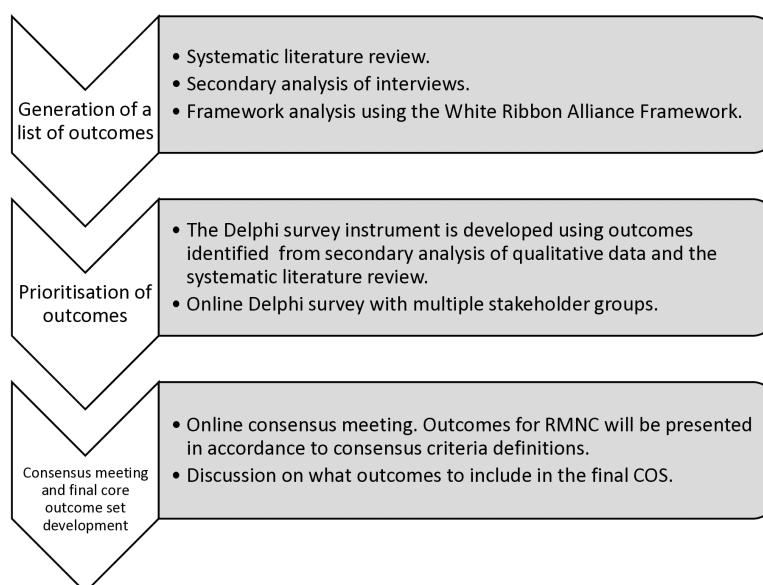 Generation of a
list of outcomes
• Systematic literature review.
• Secondary analysis of interviews.
• Framework analysis using the White Ribbon Alliance Framework.
Prioritisation of
outcomes
• The Delphi survey instrument is developed using outcomes
identified from secondary analysis of qualitative data and the
systematic literature review.
• Online Delphi survey with multiple stakeholder groups.
Consensus meeting
and final core
outcome set
development
• Online consensus meeting. Outcomes for RMNC will be presented
in accordance to consensus criteria definitions.
• Discussion on what outcomes to include in the final COS.